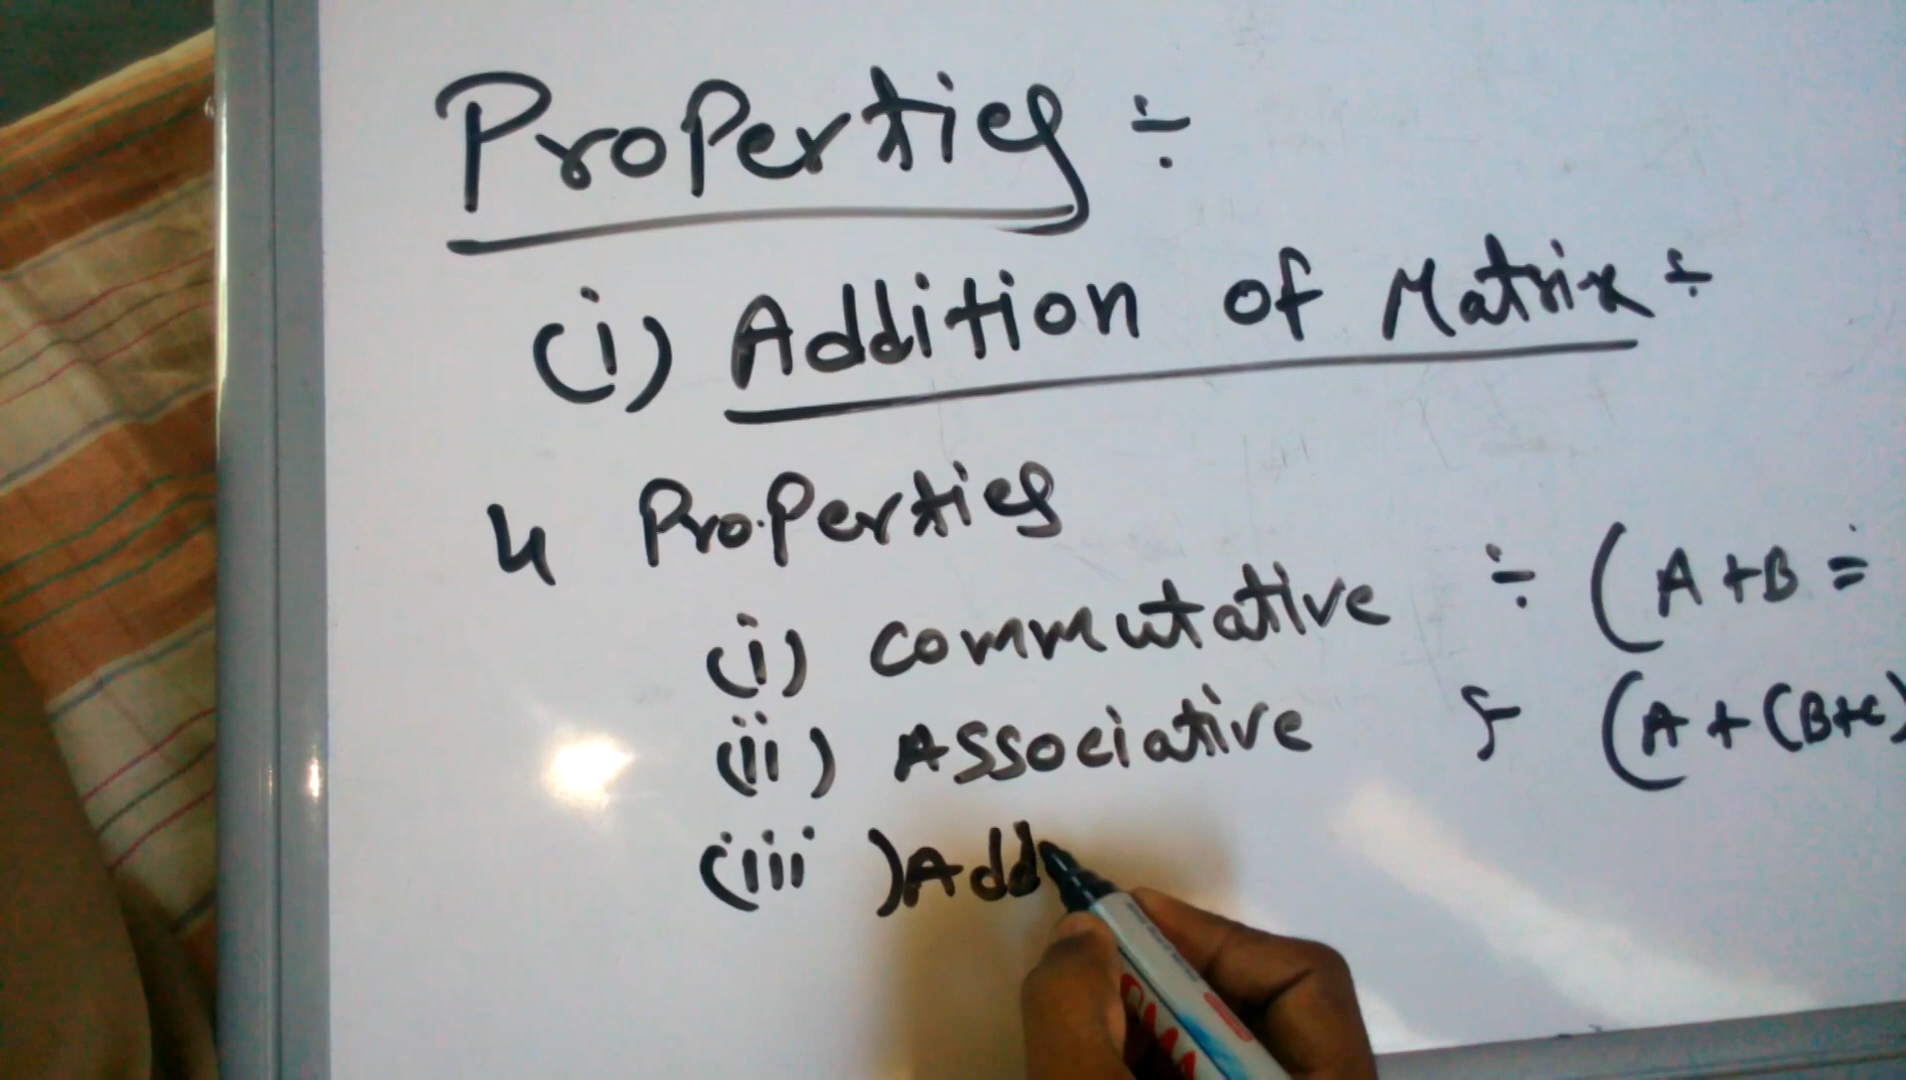 Properties ÷
(i) Addition of Matrix ÷
4 Properties
(i) Commutative ÷ (A+B =
(ii) Associative ÷ (A + (B+C)
(iii) Add